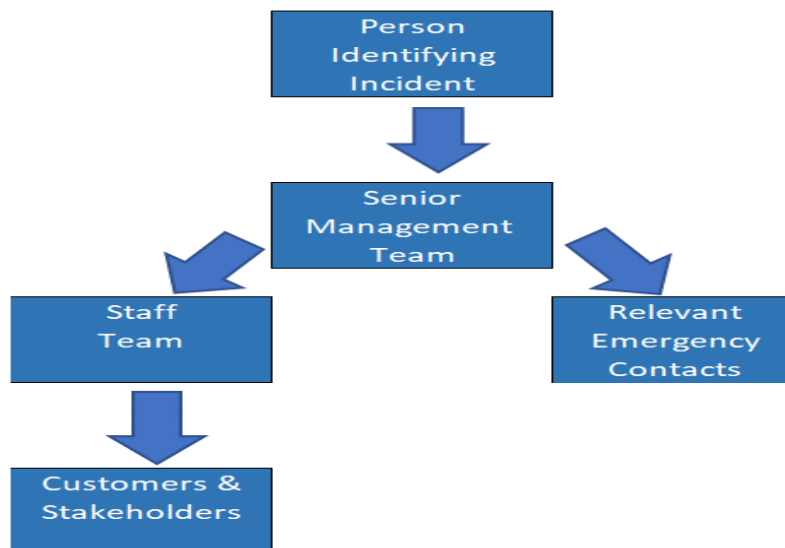 Person
Identifying
Incident
Senior
Management
Team
Staff
Team
Relevant
Emergency
Contacts
Customers &
Stakeholders